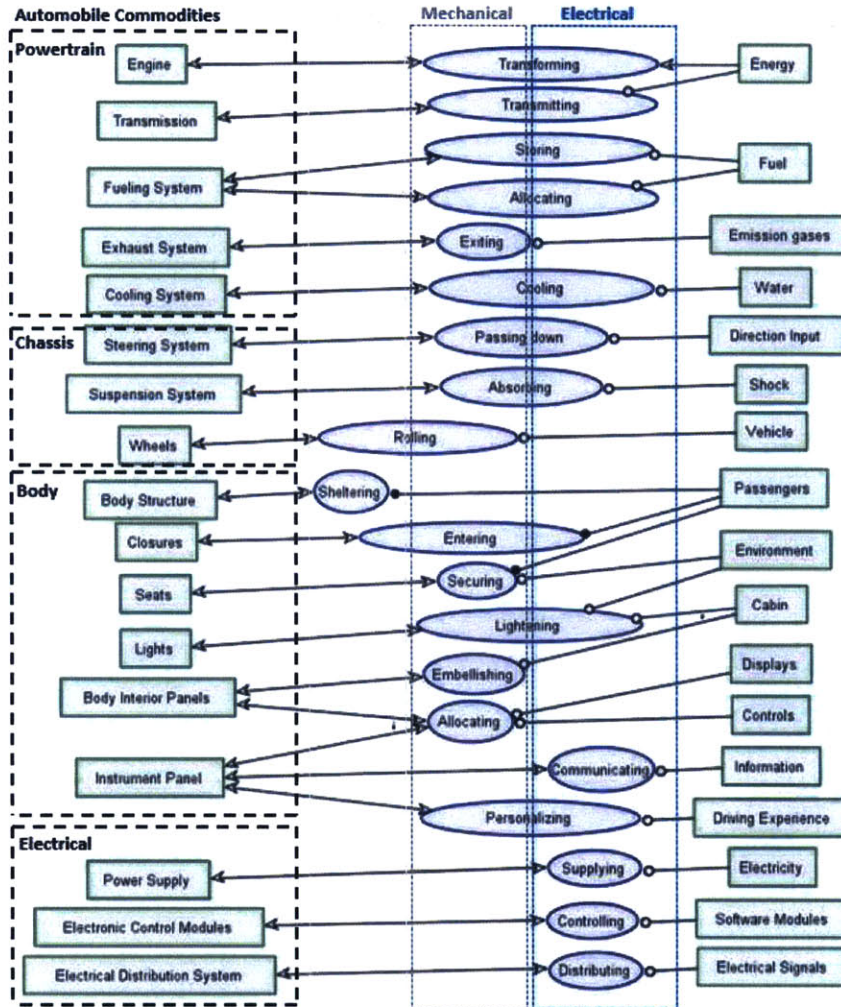 Automobile Commodities Mechanical Electrical
Powertrain
Engine Transforming Energy
Transmission Transmitting
Storing Fuel
Fueling System Allocating
Exhaust System Exiting Emission gases
Cooling System Cooling Water
Chassis Steering System Passing down Direction Input
Suspension System Absorbing Shock
Wheels Rolling Vehicle
Body Body Structure Sheltering Passengers
Closures Entering Environment
Seats Securing
Cabin
Lights Lightening
Body Interior Panels Embellishing Displays
Allocating Controls
Instrument Panel Communicating Information
Personalizing Driving Experience
Electrical
Power Supply Supplying Electricity
Electronic Control Modules Controlling Software Modules
Electrical Distribution System Distributing Electrical Signals